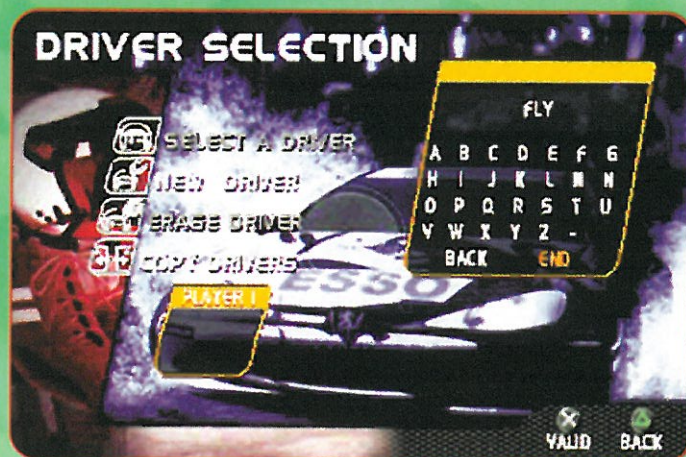 DRIVER SELECTION
SELECT A DRIVER
NEW DRIVER
ERASE DRIVER
COPY DRIVERS
PLAYER 1
ESSO
FLY
A B C D E F G
H I J K L M N
O P Q R S T U
V W X Y Z -
BACK END
VALID BACK